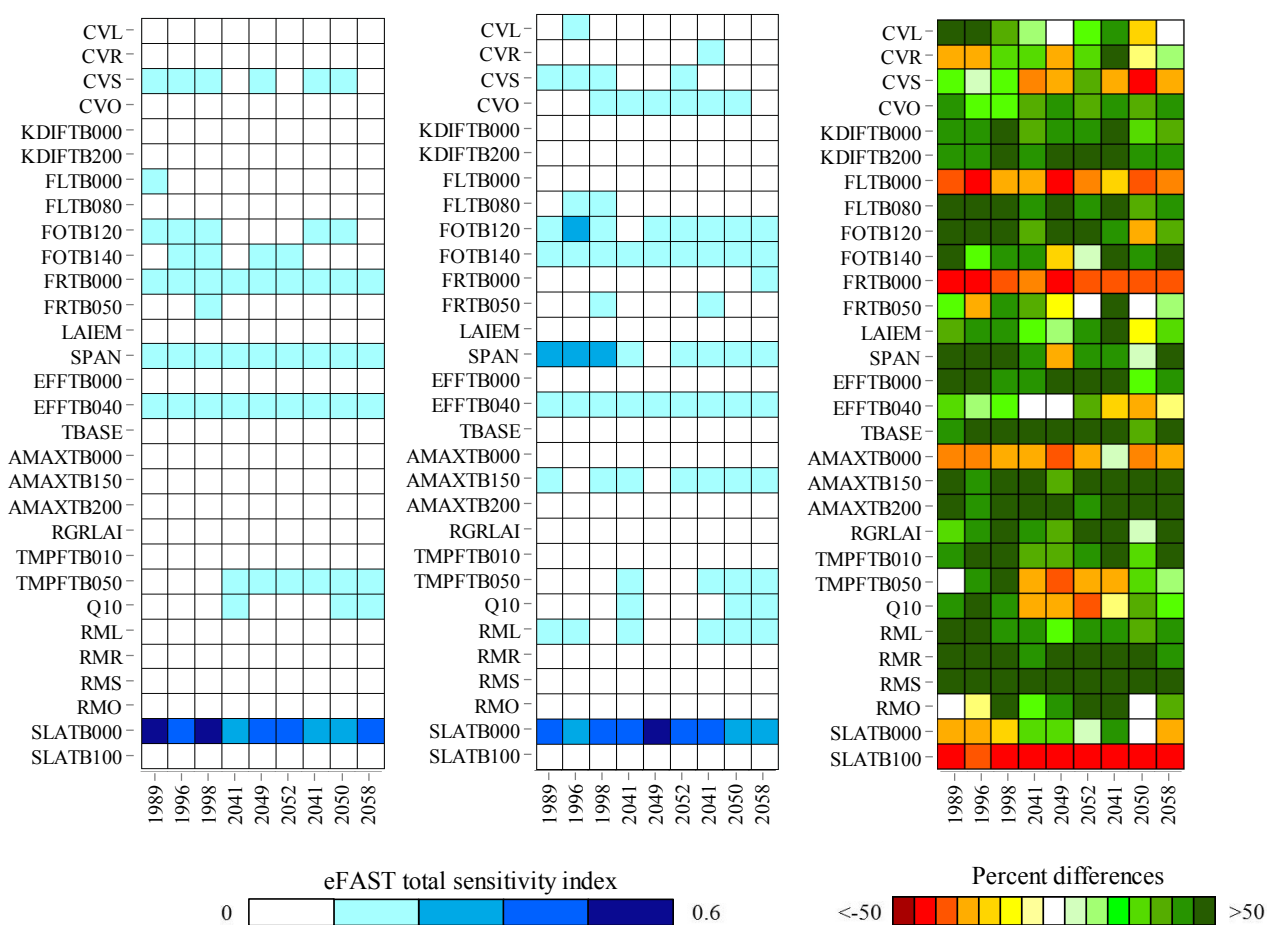 CVL
CVR
CVS
CVO
KDIFTB000
KDIFTB200
FLTB000
FLTB080
FOTB120
FOTB140
FRTB000
FRTB050
LAIEM
SPAN
EFFTB000
EFFTB040
TBASE
AMAXTB000
AMAXTB150
AMAXTB200
RGRLAI
TMPFTB010
TMPFTB050
Q10
RML
RMR
RMS
RMO
SLATB000
SLATB100
1989
1996
1998
2041
2049
2052
2041
2050
2058
CVL
CVR
CVS
CVO
KDIFTB000
KDIFTB200
FLTB000
FLTB080
FOTB120
FOTB140
FRTB000
FRTB050
LAIEM
SPAN
EFFTB000
EFFTB040
TBASE
AMAXTB000
AMAXTB150
AMAXTB200
RGRLAI
TMPFTB010
TMPFTB050
Q10
RML
RMR
RMS
RMO
SLATB000
SLATB100
1989
1996
1998
2041
2049
2052
2041
2050
2058
CVL
CVR
CVS
CVO
KDIFTB000
KDIFTB200
FLTB000
FLTB080
FOTB120
FOTB140
FRTB000
FRTB050
LAIEM
SPAN
EFFTB000
EFFTB040
TBASE
AMAXTB000
AMAXTB150
AMAXTB200
RGRLAI
TMPFTB010
TMPFTB050
Q10
RML
RMR
RMS
RMO
SLATB000
SLATB100
1989
1996
1998
2041
2049
2052
2041
2050
2058
eFAST total sensitivity index
0 0.6
Percent differences
<-50 >50